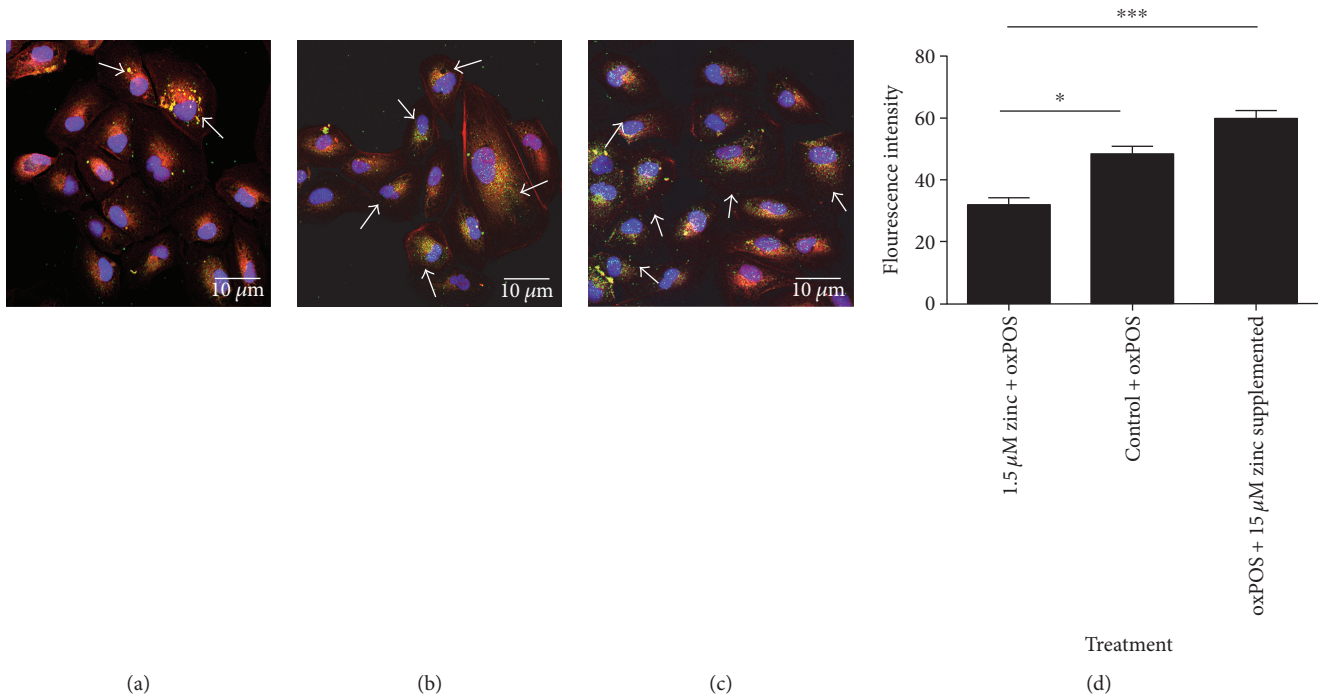 10 μm
10 μm
10 μm
***
*
80
60
40
20
0
Flourescence intensity
1.5 μM zinc + oxPOS
Control + oxPOS
oxPOS + 15 μM zinc supplemented
Treatment
(a)
(b)
(c)
(d)